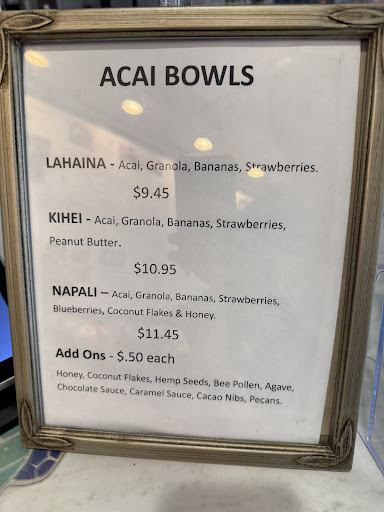 ACAI BOWLS
LAHAINA - Acai, Granola, Bananas, Strawberries.
$9.45
KIHEI - Acai, Granola, Bananas, Strawberries,
Peanut Butter.
$10.95
NAPALI – Acai, Granola, Bananas, Strawberries,
Blueberries, Coconut Flakes & Honey.
$11.45
Add Ons - $.50 each
Honey, Coconut Flakes, Hemp Seeds, Bee Pollen, Agave,
Chocolate Sauce, Caramel Sauce, Cacao Nibs, Pecans.